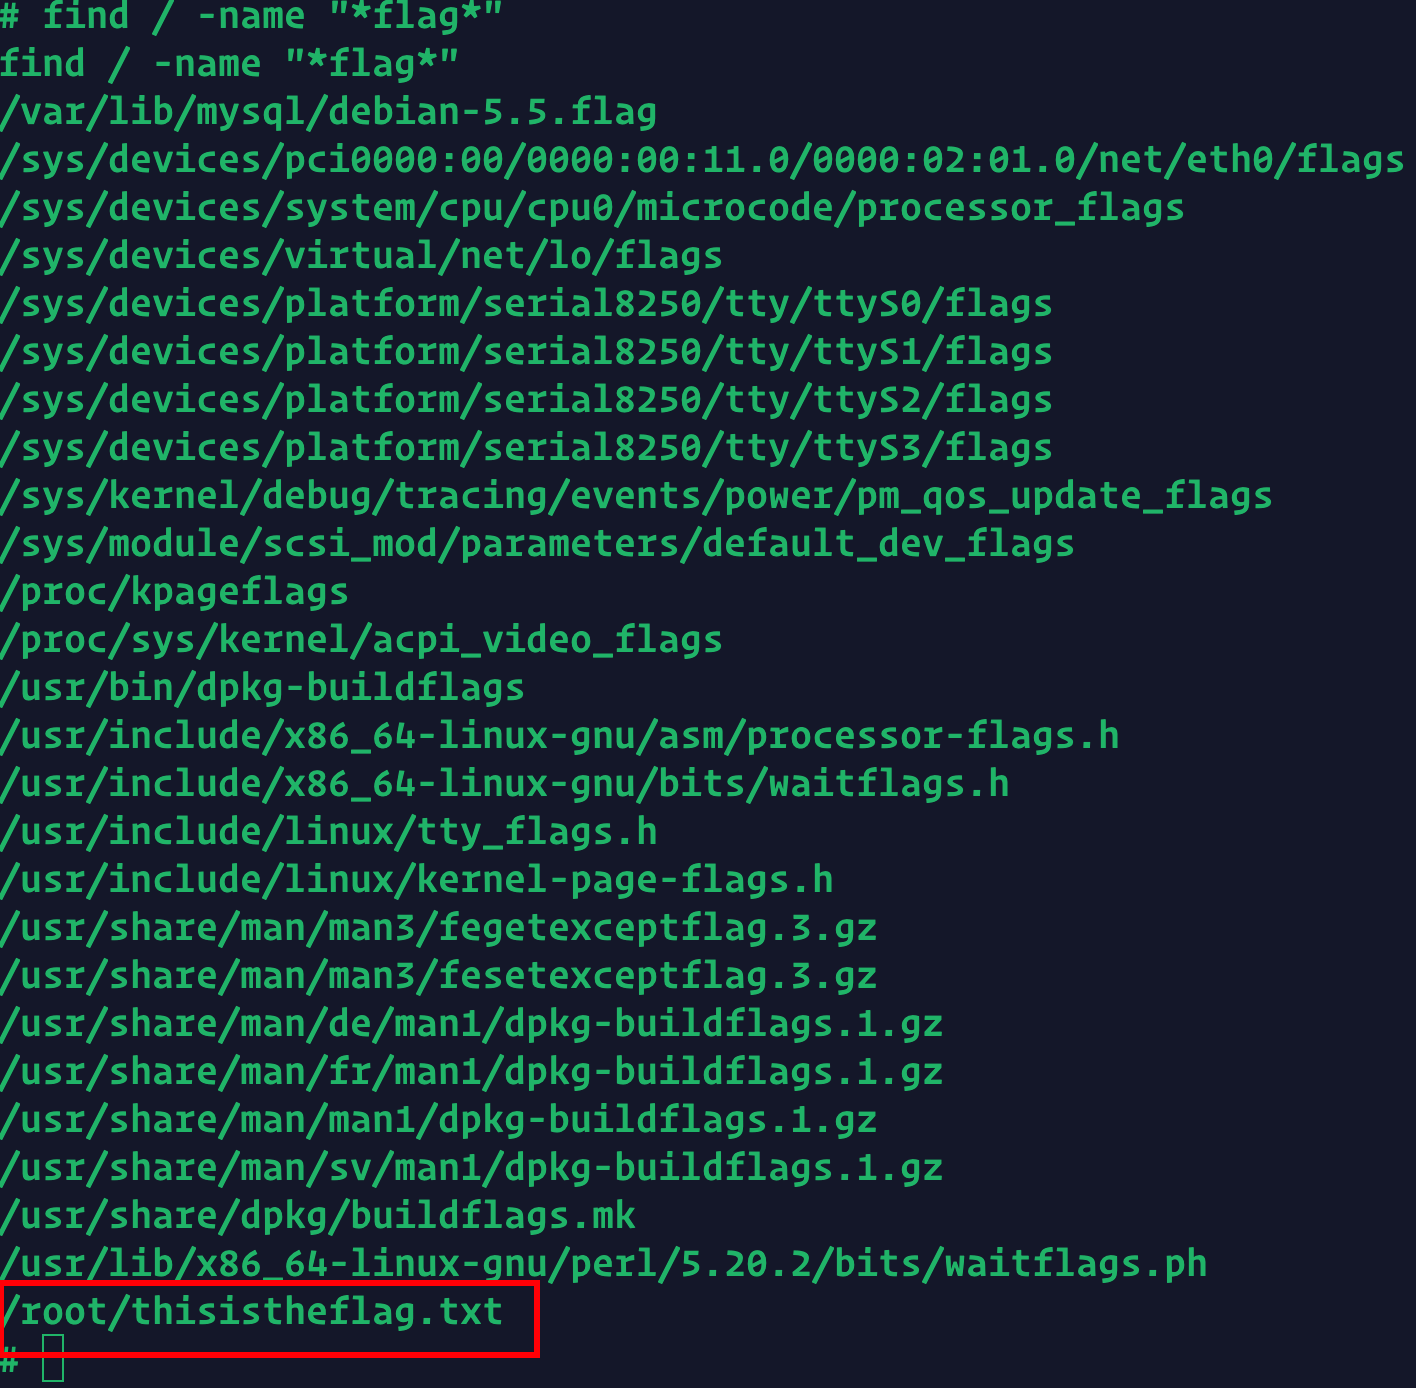 # find / -name "*flag*"
find / -name "*flag*"
/var/lib/mysql/debian-5.5.flag
/sys/devices/pci0000:00/0000:00:11.0/0000:02:01.0/net/eth0/flags
/sys/devices/system/cpu/cpu0/microcode/processor_flags
/sys/devices/virtual/net/lo/flags
/sys/devices/platform/serial8250/tty/ttyS0/flags
/sys/devices/platform/serial8250/tty/ttyS1/flags
/sys/devices/platform/serial8250/tty/ttyS2/flags
/sys/devices/platform/serial8250/tty/ttyS3/flags
/sys/kernel/debug/tracing/events/power/pm_qos_update_flags
/sys/module/scsi_mod/parameters/default_dev_flags
/proc/kpageflags
/proc/sys/kernel/acpi_video_flags
/usr/bin/dpkg-buildflags
/usr/include/x86_64-linux-gnu/asm/processor-flags.h
/usr/include/x86_64-linux-gnu/bits/waitflags.h
/usr/include/linux/tty_flags.h
/usr/include/linux/kernel-page-flags.h
/usr/share/man/man3/fegetexceptflag.3.gz
/usr/share/man/man3/fesetexceptflag.3.gz
/usr/share/man/de/man1/dpkg-buildflags.1.gz
/usr/share/man/fr/man1/dpkg-buildflags.1.gz
/usr/share/man/man1/dpkg-buildflags.1.gz
/usr/share/man/sv/man1/dpkg-buildflags.1.gz
/usr/share/dpkg/buildflags.mk
/usr/lib/x86_64-linux-gnu/perl/5.20.2/bits/waitflags.ph
/root/thisistheflag.txt
#